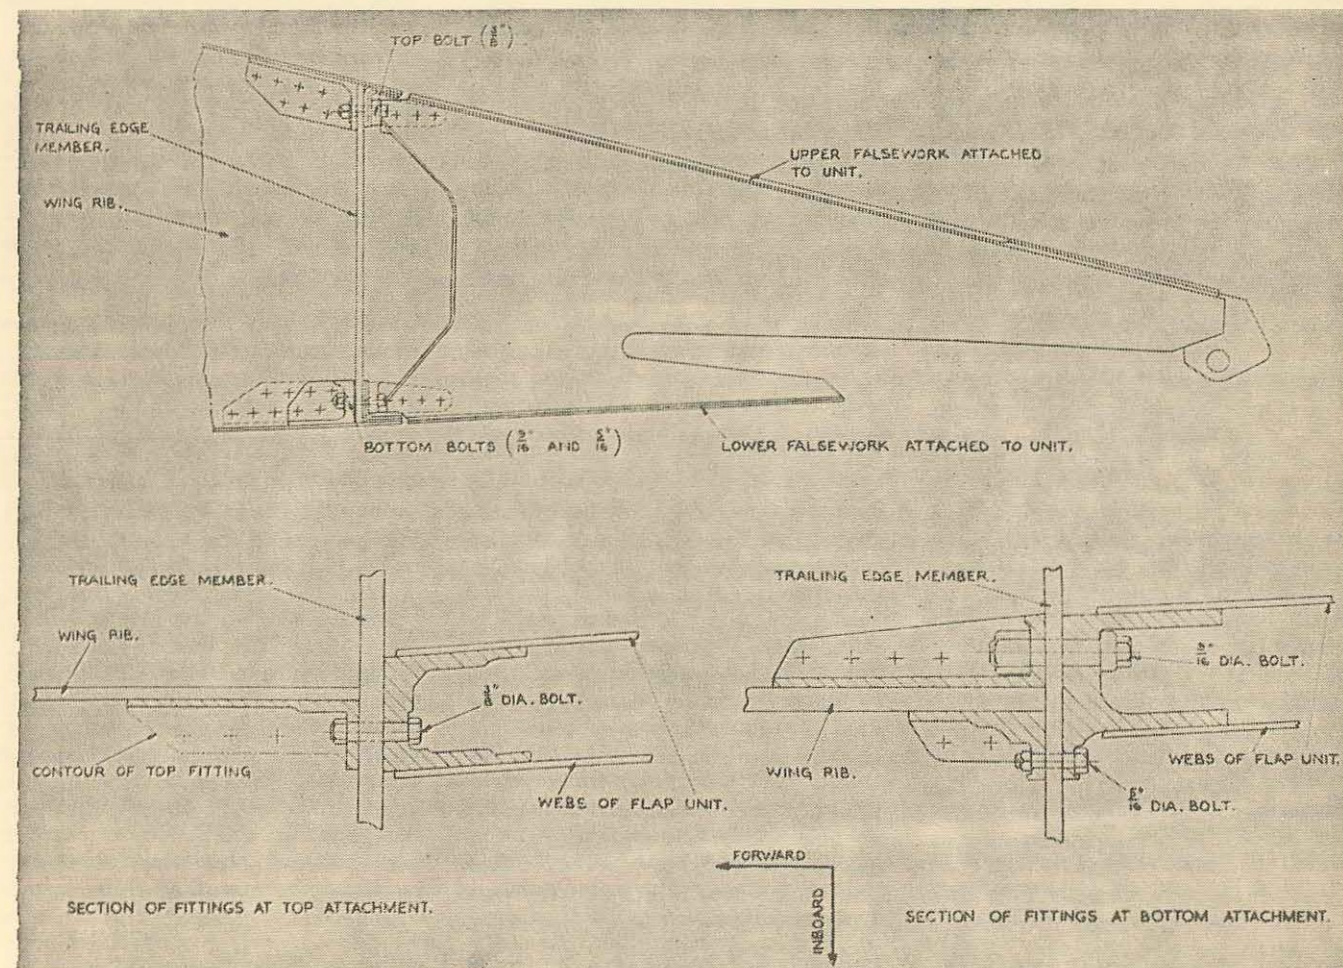 TOP BOLT (3/8")
TRAILING EDGE
MEMBER.
UPPER FALSEWORK ATTACHED
TO UNIT.
WING RIB.
BOTTOM BOLTS (9/16" AND 5/16")
LOWER FALSEWORK ATTACHED TO UNIT.
TRAILING EDGE MEMBER.
WING RIB.
3/8" DIA. BOLT.
CONTOUR OF TOP FITTING
WEBS OF FLAP UNIT.
SECTION OF FITTINGS AT TOP ATTACHMENT.
TRAILING EDGE MEMBER.
9/16" DIA. BOLT.
WING RIB.
WEBS OF FLAP UNIT.
5/16" DIA. BOLT.
FORWARD
INBOARD
SECTION OF FITTINGS AT BOTTOM ATTACHMENT.